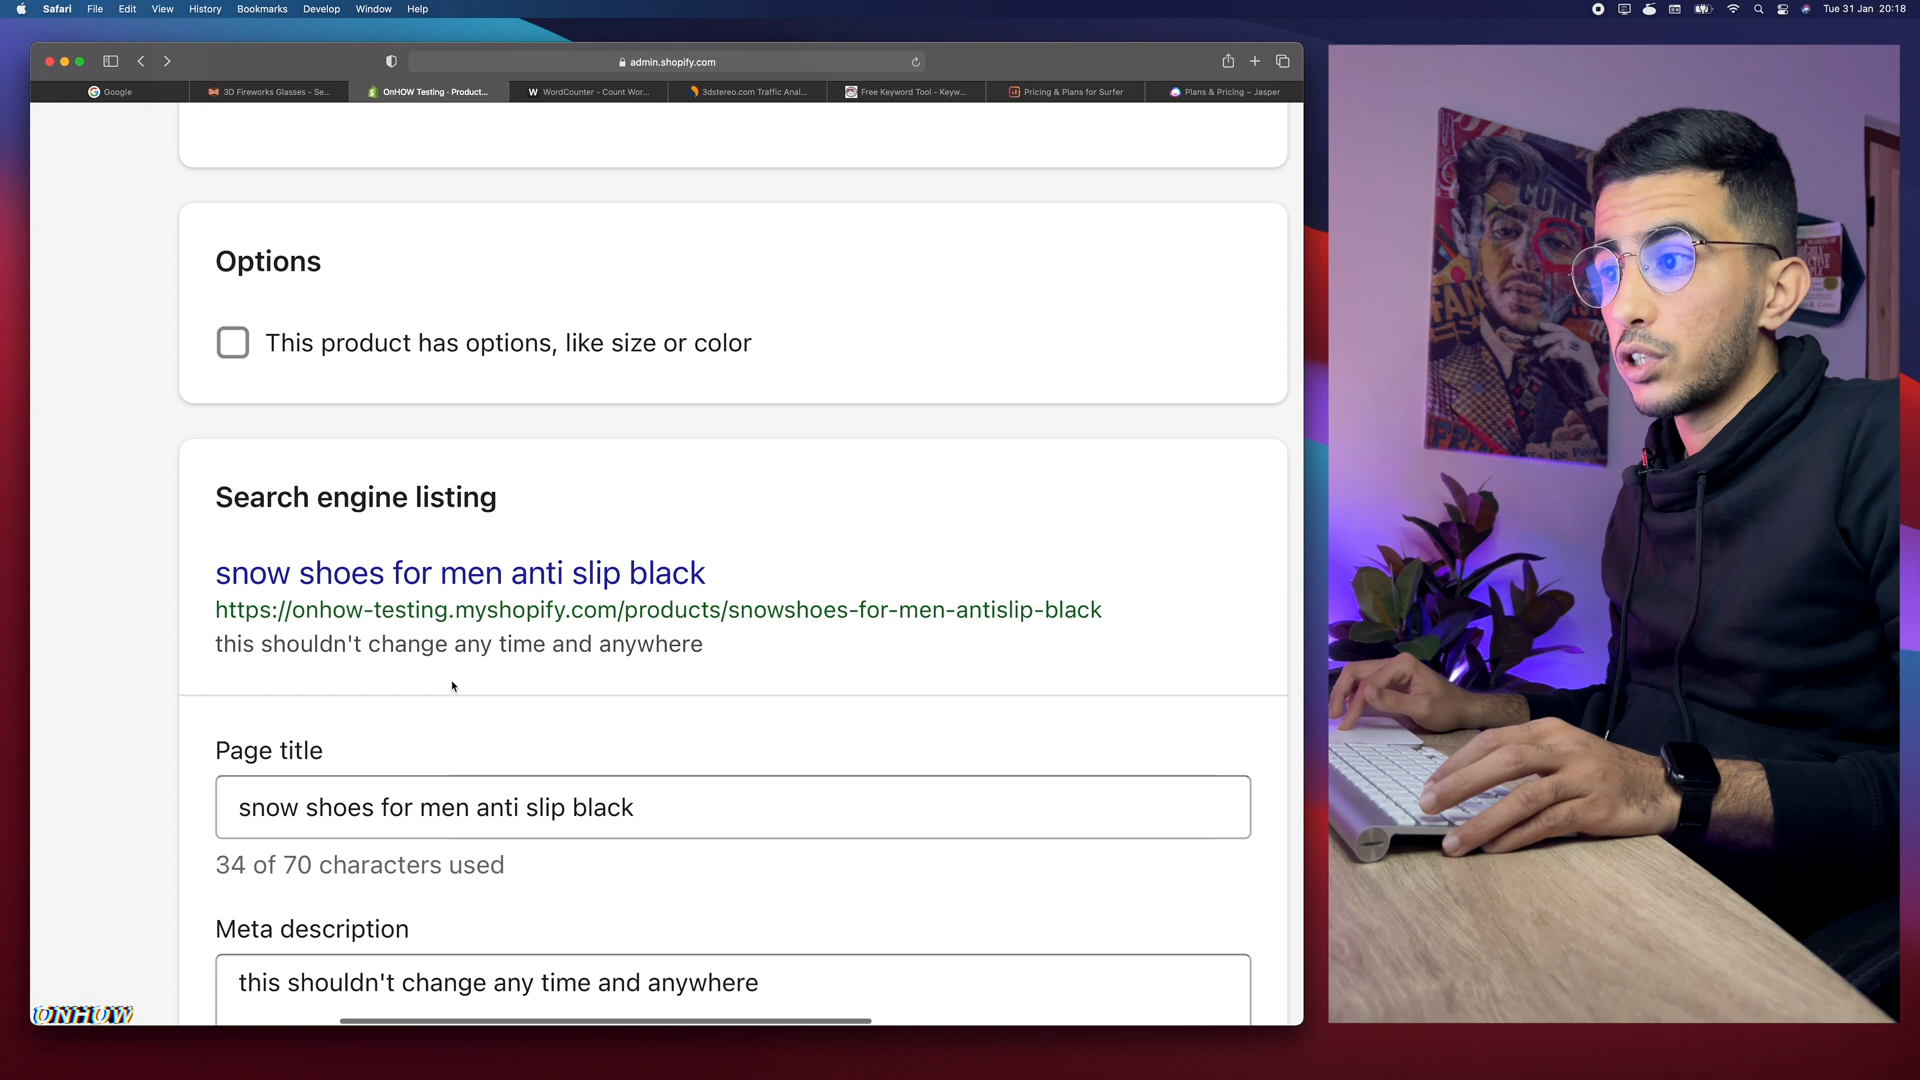 Safari File Edit View History Bookmarks Develop Window Help
Tue 31 Jan 20:18
admin.shopify.com
Google
3D Fireworks Glasses - Se...
OnHOW Testing · Product...
W WordCounter - Count Wor...
3dstereo.com Traffic Anal...
Free Keyword Tool - Keyw...
Pricing & Plans for Surfer
Plans & Pricing – Jasper
Options
This product has options, like size or color
Search engine listing
snow shoes for men anti slip black
https://onhow-testing.myshopify.com/products/snowshoes-for-men-antislip-black
this shouldn't change any time and anywhere
Page title
snow shoes for men anti slip black
34 of 70 characters used
Meta description
this shouldn't change any time and anywhere
ONHOW